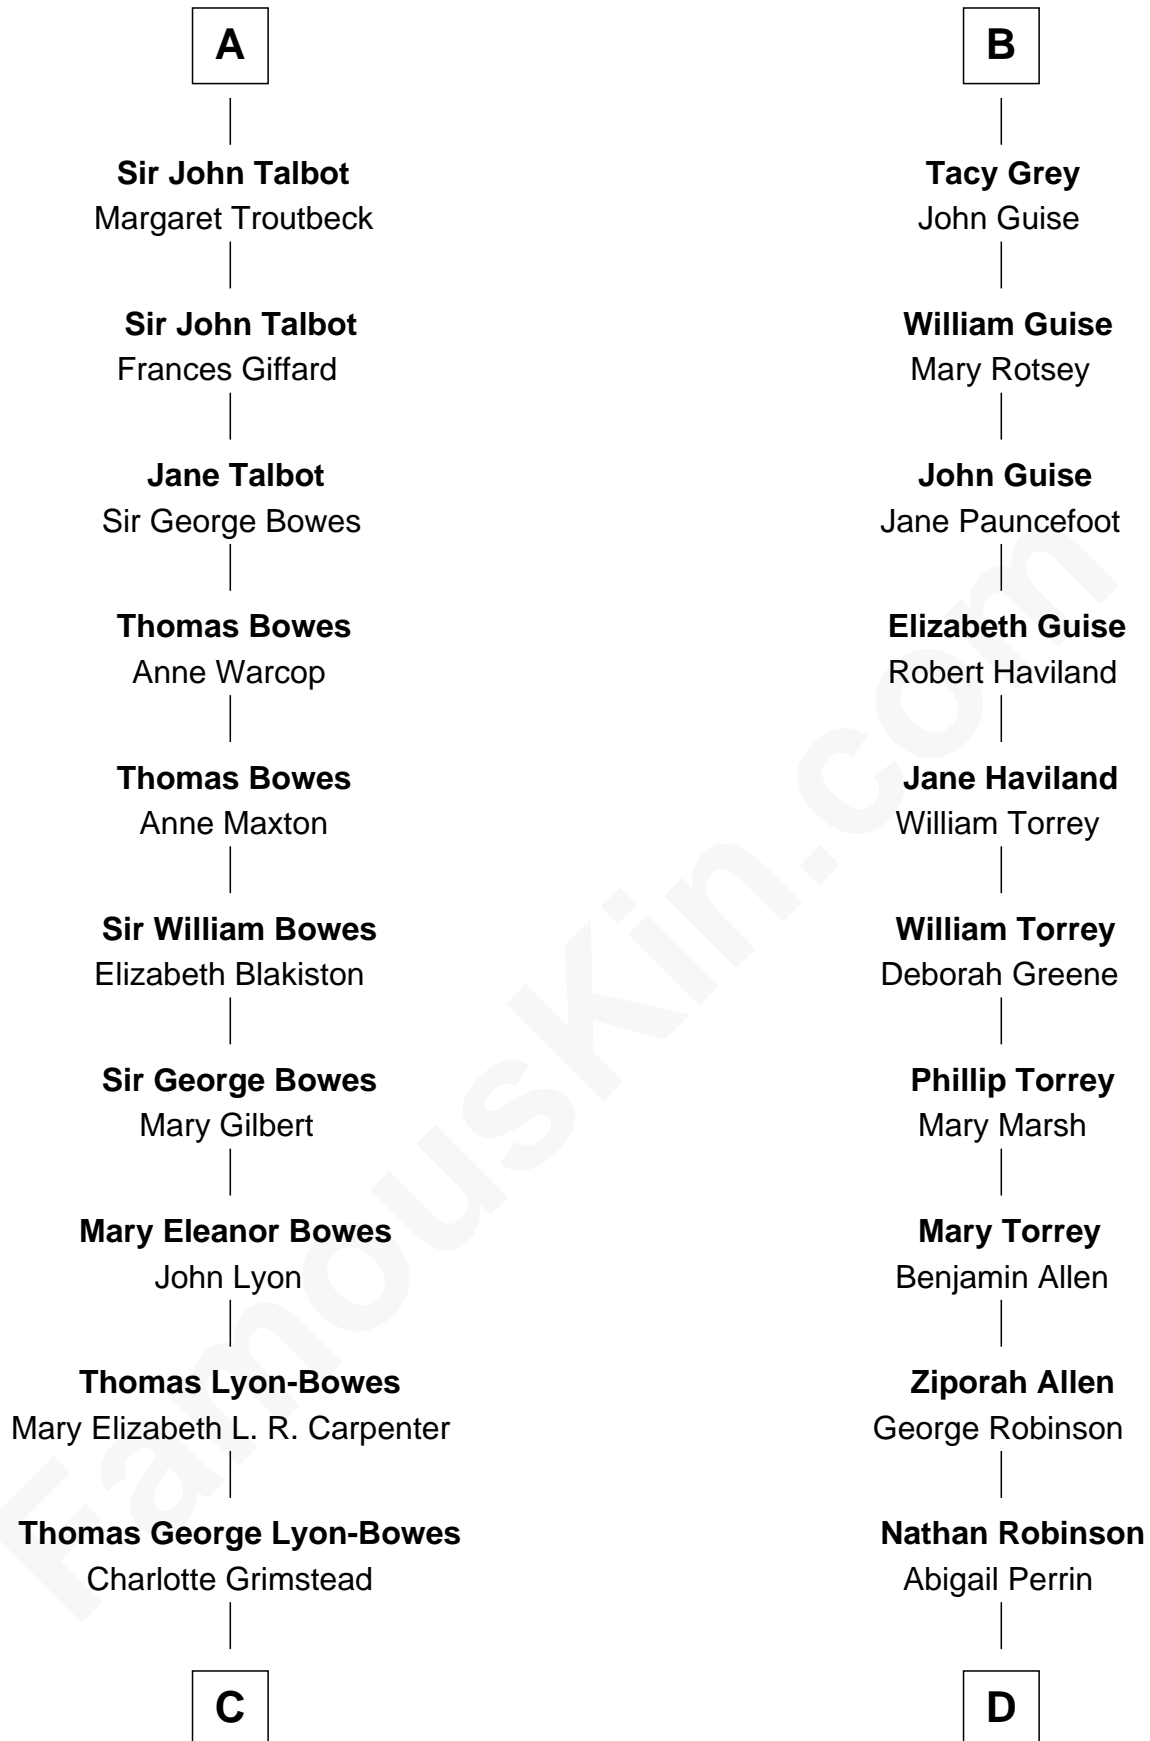 A
Sir John Talbot
Margaret Troutbeck
Sir John Talbot
Frances Giffard
Jane Talbot
Sir George Bowes
Thomas Bowes
Anne Warcop
Thomas Bowes
Anne Maxton
Sir William Bowes
Elizabeth Blakiston
Sir George Bowes
Mary Gilbert
Mary Eleanor Bowes
John Lyon
Thomas Lyon-Bowes
Mary Elizabeth L. R. Carpenter
Thomas George Lyon-Bowes
Charlotte Grimstead
C
B
Tacy Grey
John Guise
William Guise
Mary Rotsey
John Guise
Jane Pauncefoot
Elizabeth Guise
Robert Haviland
Jane Haviland
William Torrey
William Torrey
Deborah Greene
Phillip Torrey
Mary Marsh
Mary Torrey
Benjamin Allen
Ziporah Allen
George Robinson
Nathan Robinson
Abigail Perrin
D
FamousKin.com